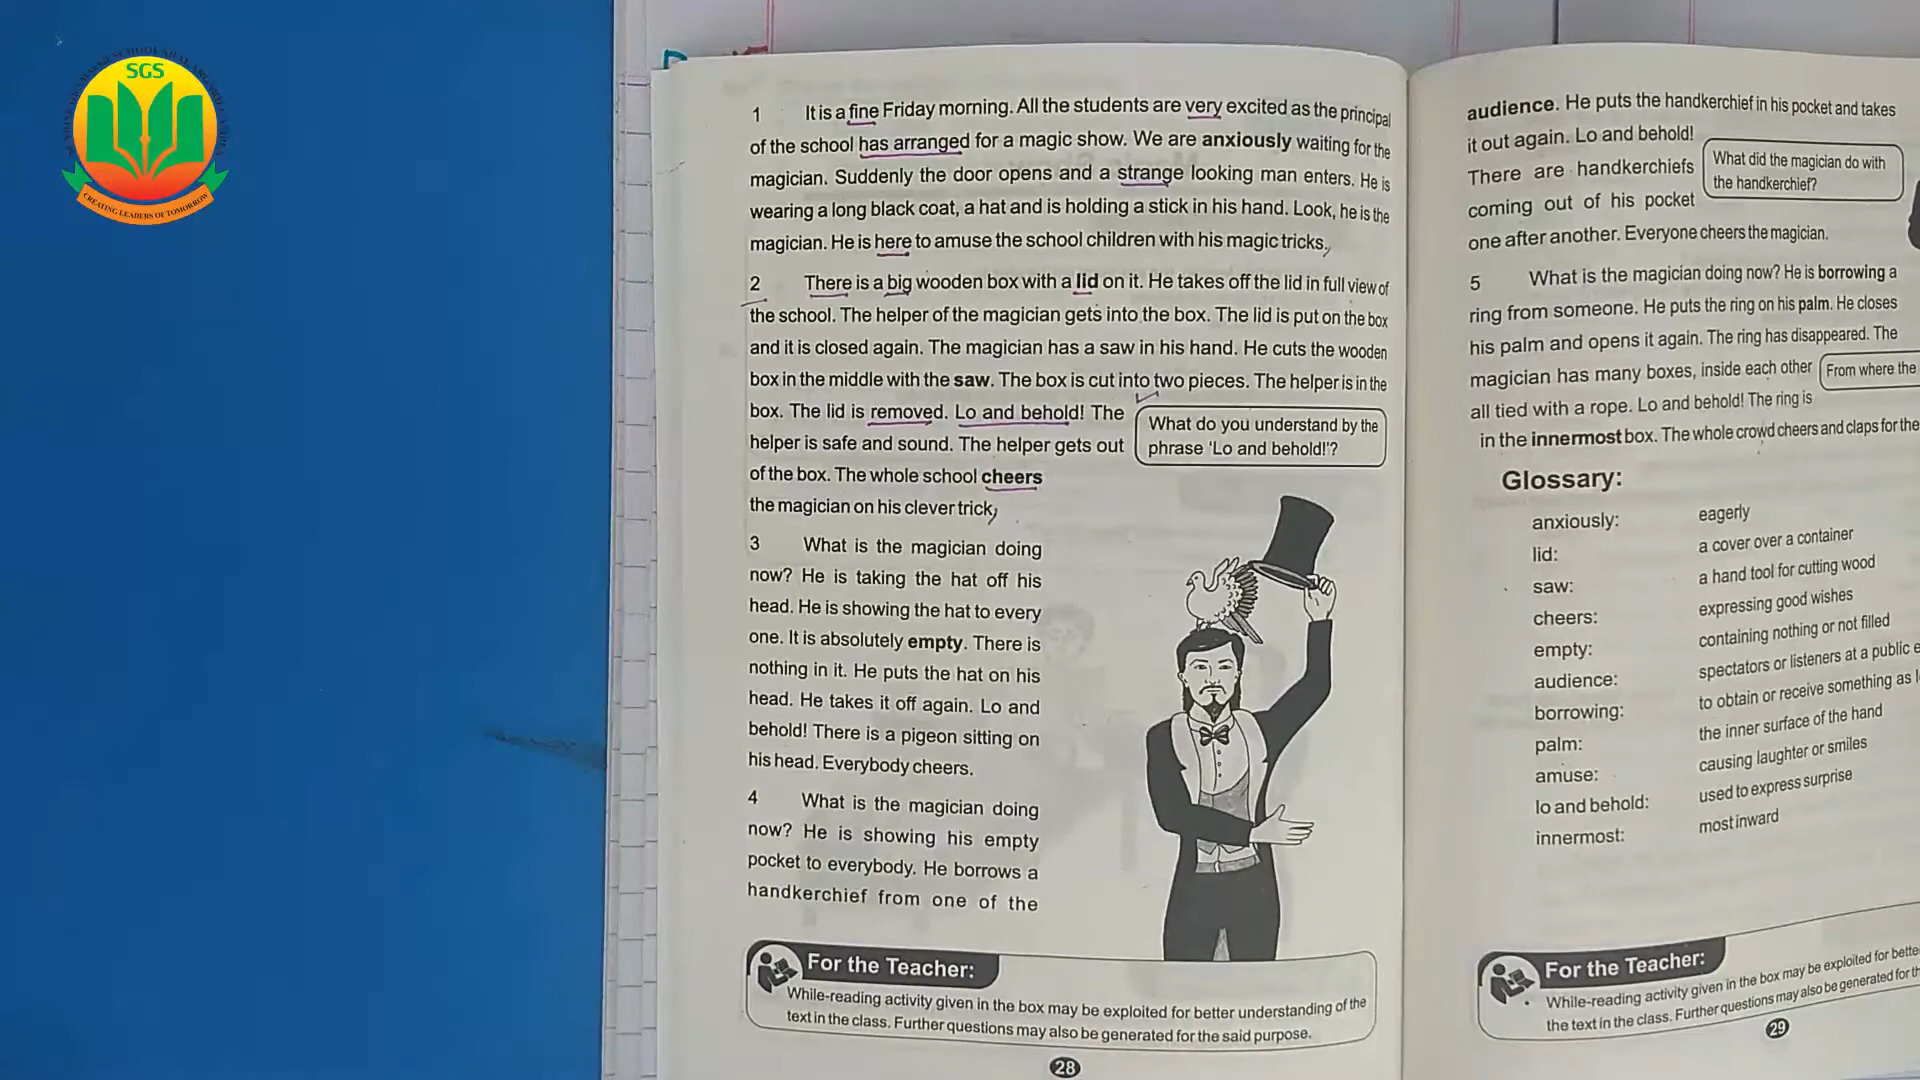 SGS
CREATING LEADERS OF TOMORROW
1 It is a fine Friday morning. All the students are very excited as the principal
of the school has arranged for a magic show. We are anxiously waiting for the
magician. Suddenly the door opens and a strange looking man enters. He is
wearing a long black coat, a hat and is holding a stick in his hand. Look, he is the
magician. He is here to amuse the school children with his magic tricks.
2 There is a big wooden box with a lid on it. He takes off the lid in full view of
the school. The helper of the magician gets into the box. The lid is put on the box
and it is closed again. The magician has a saw in his hand. He cuts the wooden
box in the middle with the saw. The box is cut into two pieces. The helper is in the
box. The lid is removed. Lo and behold! The
helper is safe and sound. The helper gets out
of the box. The whole school cheers
the magician on his clever trick.
What do you understand by the
phrase 'Lo and behold!'?
3 What is the magician doing
now? He is taking the hat off his
head. He is showing the hat to every
one. It is absolutely empty. There is
nothing in it. He puts the hat on his
head. He takes it off again. Lo and
behold! There is a pigeon sitting on
his head. Everybody cheers.
4 What is the magician doing
now? He is showing his empty
pocket to everybody. He borrows a
handkerchief from one of the
For the Teacher:
While-reading activity given in the box may be exploited for better understanding of the
text in the class. Further questions may also be generated for the said purpose.
28
audience. He puts the handkerchief in his pocket and takes
it out again. Lo and behold!
There are handkerchiefs
coming out of his pocket
one after another. Everyone cheers the magician.
What did the magician do with
the handkerchief?
5 What is the magician doing now? He is borrowing a
ring from someone. He puts the ring on his palm. He closes
his palm and opens it again. The ring has disappeared. The
magician has many boxes, inside each other
all tied with a rope. Lo and behold! The ring is
in the innermost box. The whole crowd cheers and claps for the
From where the
Glossary:
anxiously: eagerly
lid: a cover over a container
saw: a hand tool for cutting wood
cheers: expressing good wishes
empty: containing nothing or not filled
audience: spectators or listeners at a public
borrowing: to obtain or receive something as
palm: the inner surface of the hand
amuse: causing laughter or smiles
lo and behold: used to express surprise
innermost: most inward
For the Teacher:
While-reading activity given in the box may be exploited for
the text in the class. Further questions may also be generated for
29